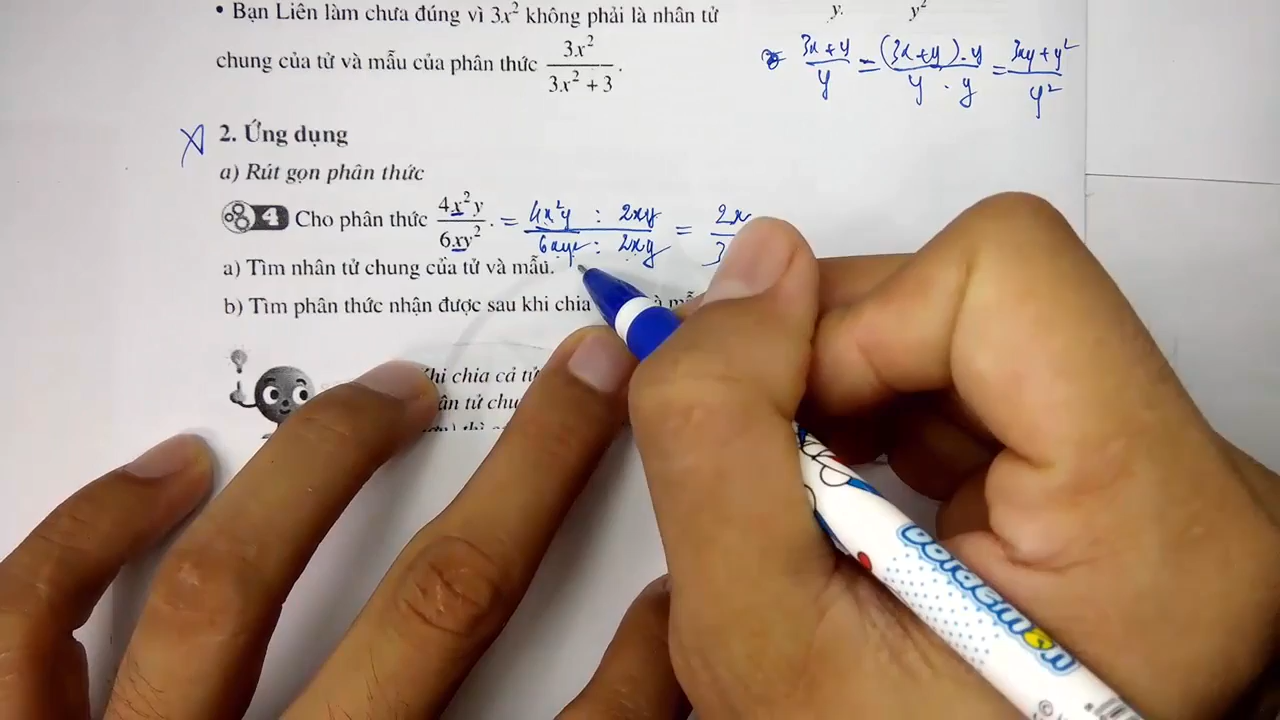 • Bạn Liên làm chưa đúng vì 3x² không phải là nhân tử
chung của tử và mẫu của phân thức 3x²/(3x² + 3).
y. y²
(3x + y)/y = ((3x + y) . y)/(y . y) = (3xy + y²)/y²
2. Ứng dụng
a) Rút gọn phân thức
4 Cho phân thức 4x²y/6xy². = (4x²y : 2xy)/(6xy² : 2xy) = 2x/3
a) Tìm nhân tử chung của tử và mẫu.
b) Tìm phân thức nhận được sau khi chia
khi chia cả tử
DORAEMON